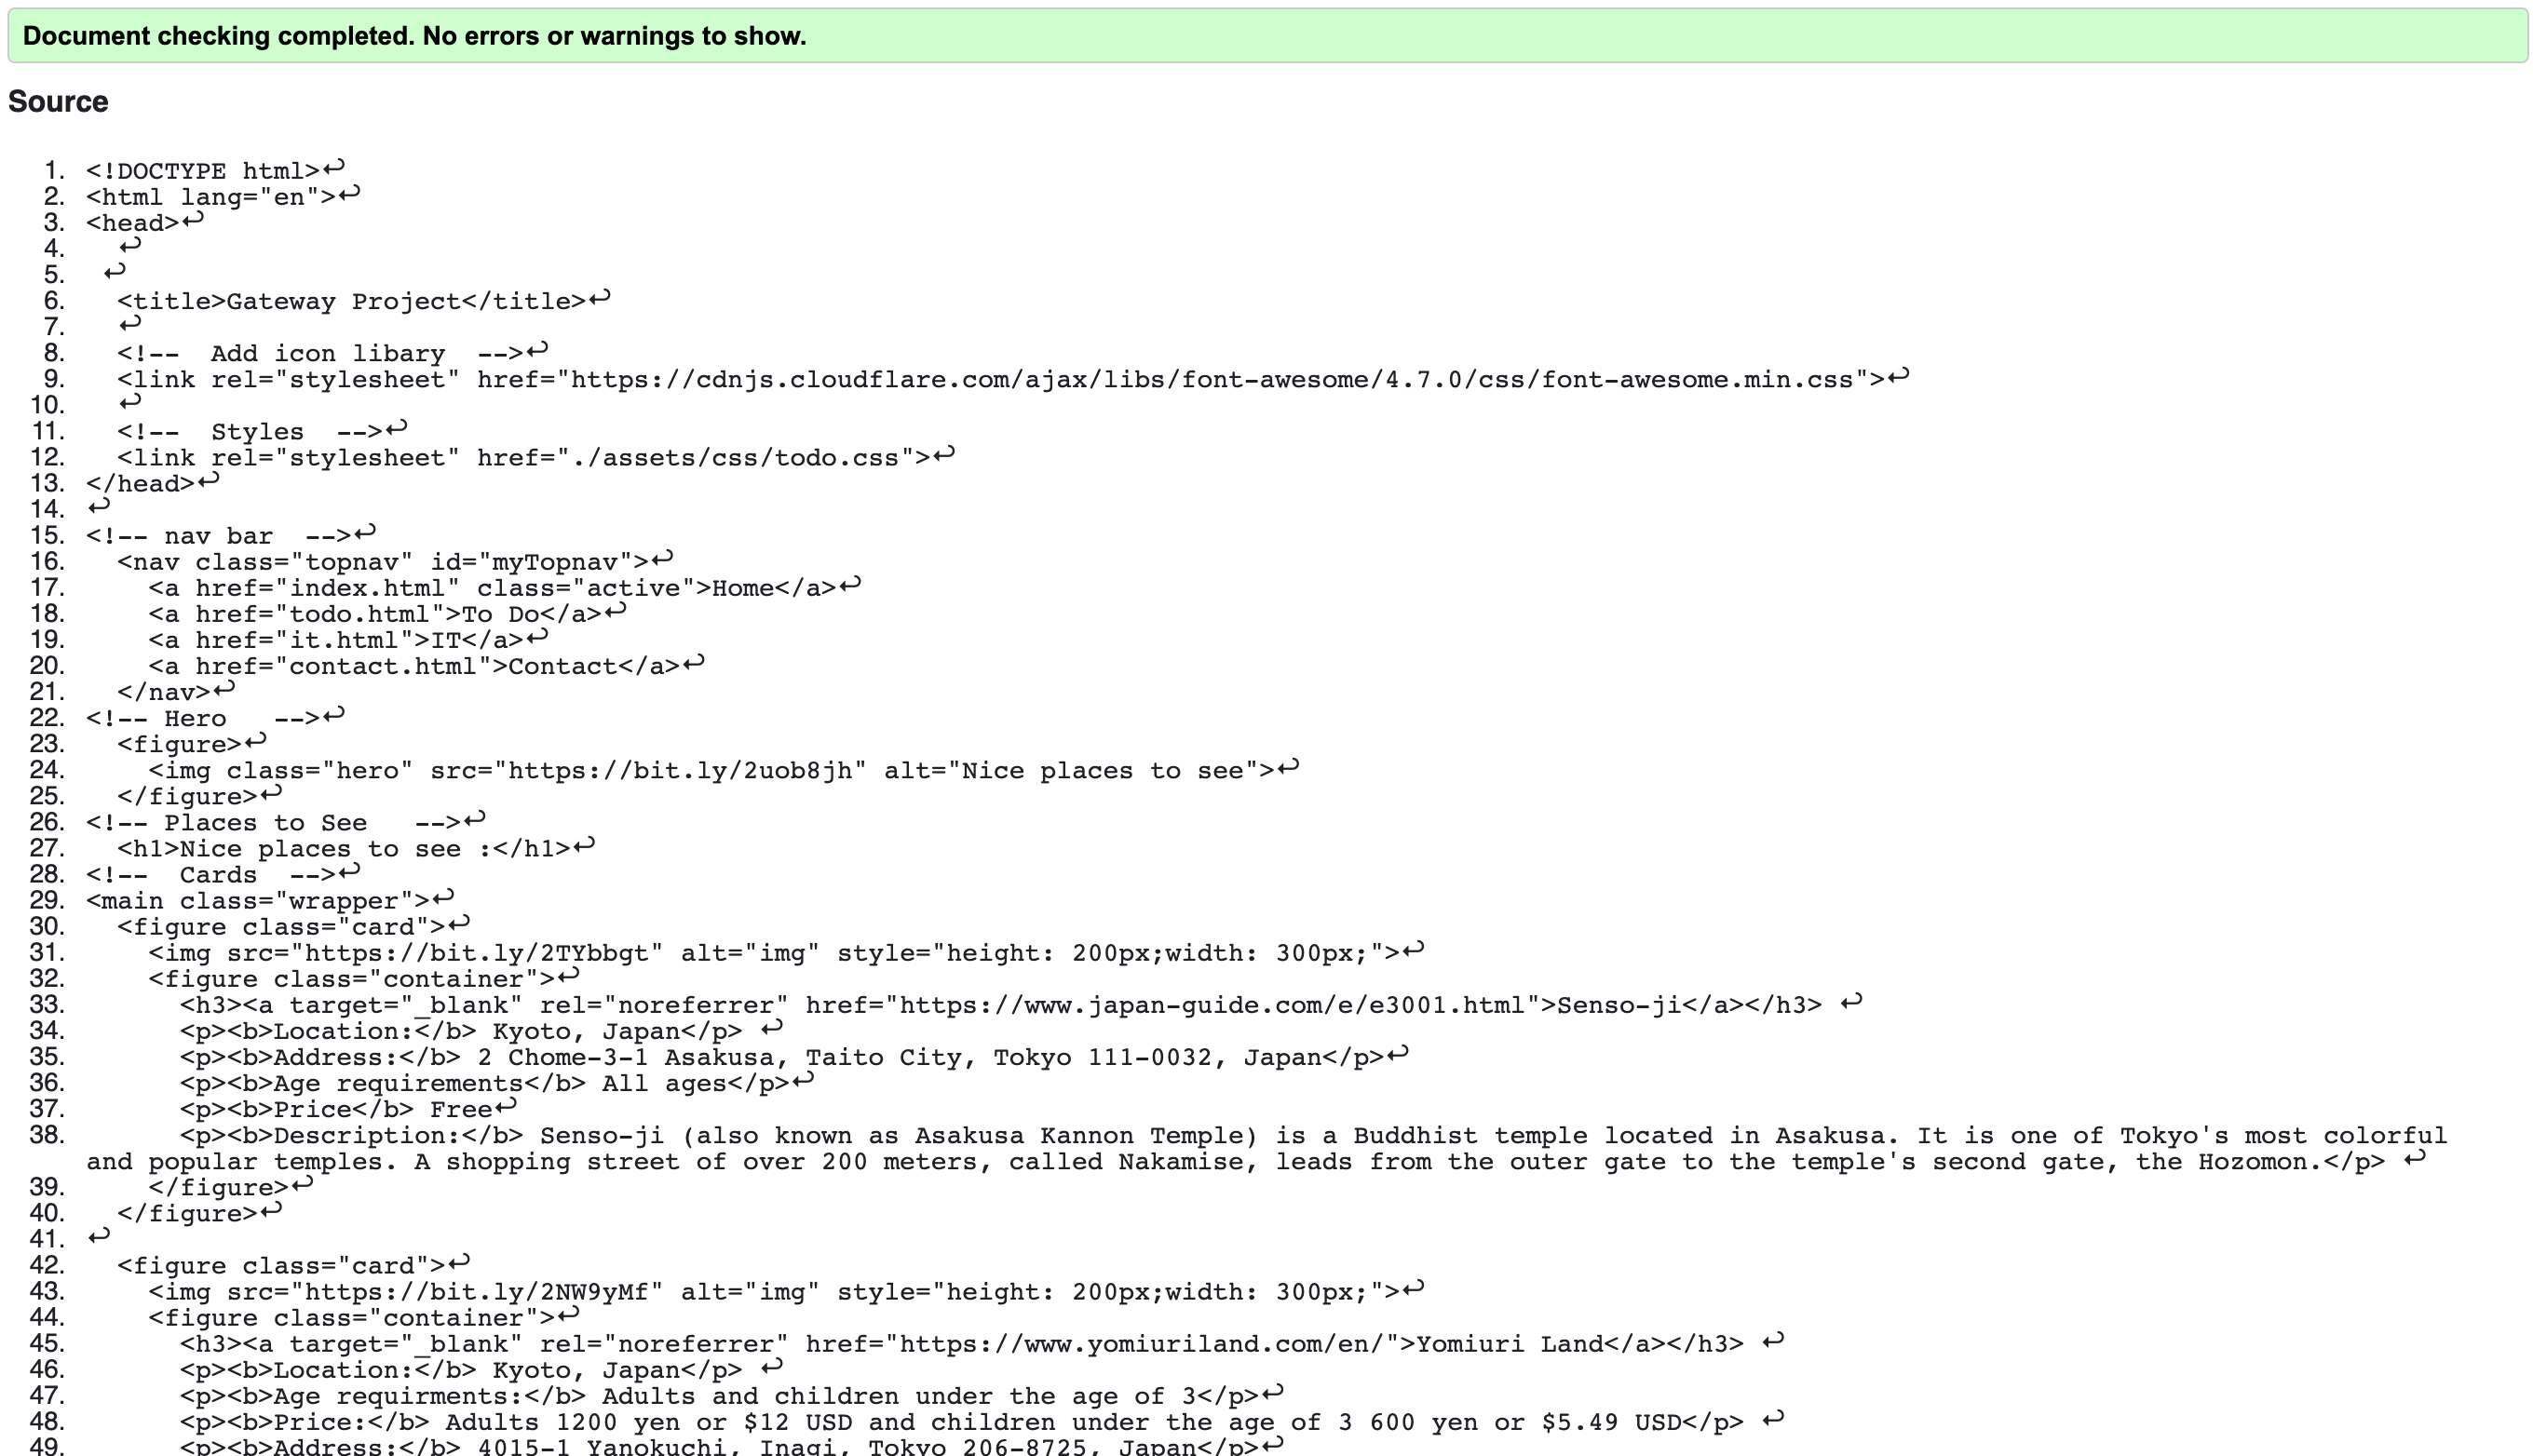 Document checking completed. No errors or warnings to show.
Source
1. <!DOCTYPE html>↩
2. <html lang="en">↩
3. <head>↩
4.   ↩
5.  ↩
6.   <title>Gateway Project</title>↩
7.   ↩
8.   <!--  Add icon libary  -->↩
9.   <link rel="stylesheet" href="https://cdnjs.cloudflare.com/ajax/libs/font-awesome/4.7.0/css/font-awesome.min.css">↩
10.   ↩
11.   <!--  Styles  -->↩
12.   <link rel="stylesheet" href="./assets/css/todo.css">↩
13. </head>↩
14. ↩
15. <!-- nav bar  -->↩
16.   <nav class="topnav" id="myTopnav">↩
17.     <a href="index.html" class="active">Home</a>↩
18.     <a href="todo.html">To Do</a>↩
19.     <a href="it.html">IT</a>↩
20.     <a href="contact.html">Contact</a>↩
21.   </nav>↩
22. <!-- Hero   -->↩
23.   <figure>↩
24.     <img class="hero" src="https://bit.ly/2uob8jh" alt="Nice places to see">↩
25.   </figure>↩
26. <!-- Places to See   -->↩
27.   <h1>Nice places to see :</h1>↩
28. <!--  Cards  -->↩
29. <main class="wrapper">↩
30.   <figure class="card">↩
31.     <img src="https://bit.ly/2TYbbgt" alt="img" style="height: 200px;width: 300px;">↩
32.     <figure class="container">↩
33.       <h3><a target="_blank" rel="noreferrer" href="https://www.japan-guide.com/e/e3001.html">Senso-ji</a></h3> ↩
34.       <p><b>Location:</b> Kyoto, Japan</p> ↩
35.       <p><b>Address:</b> 2 Chome-3-1 Asakusa, Taito City, Tokyo 111-0032, Japan</p>↩
36.       <p><b>Age requirements</b> All ages</p>↩
37.       <p><b>Price</b> Free↩
38.       <p><b>Description:</b> Senso-ji (also known as Asakusa Kannon Temple) is a Buddhist temple located in Asakusa. It is one of Tokyo's most colorful
and popular temples. A shopping street of over 200 meters, called Nakamise, leads from the outer gate to the temple's second gate, the Hozomon.</p> ↩
39.     </figure>↩
40.   </figure>↩
41. ↩
42.   <figure class="card">↩
43.     <img src="https://bit.ly/2NW9yMf" alt="img" style="height: 200px;width: 300px;">↩
44.     <figure class="container">↩
45.       <h3><a target="_blank" rel="noreferrer" href="https://www.yomiuriland.com/en/">Yomiuri Land</a></h3> ↩
46.       <p><b>Location:</b> Kyoto, Japan</p> ↩
47.       <p><b>Age requirments:</b> Adults and children under the age of 3</p>↩
48.       <p><b>Price:</b> Adults 1200 yen or $12 USD and children under the age of 3 600 yen or $5.49 USD</p> ↩
49.       <p><b>Address:</b> 4015-1 Yanokuchi, Inagi, Tokyo 206-8725, Japan</p>↩